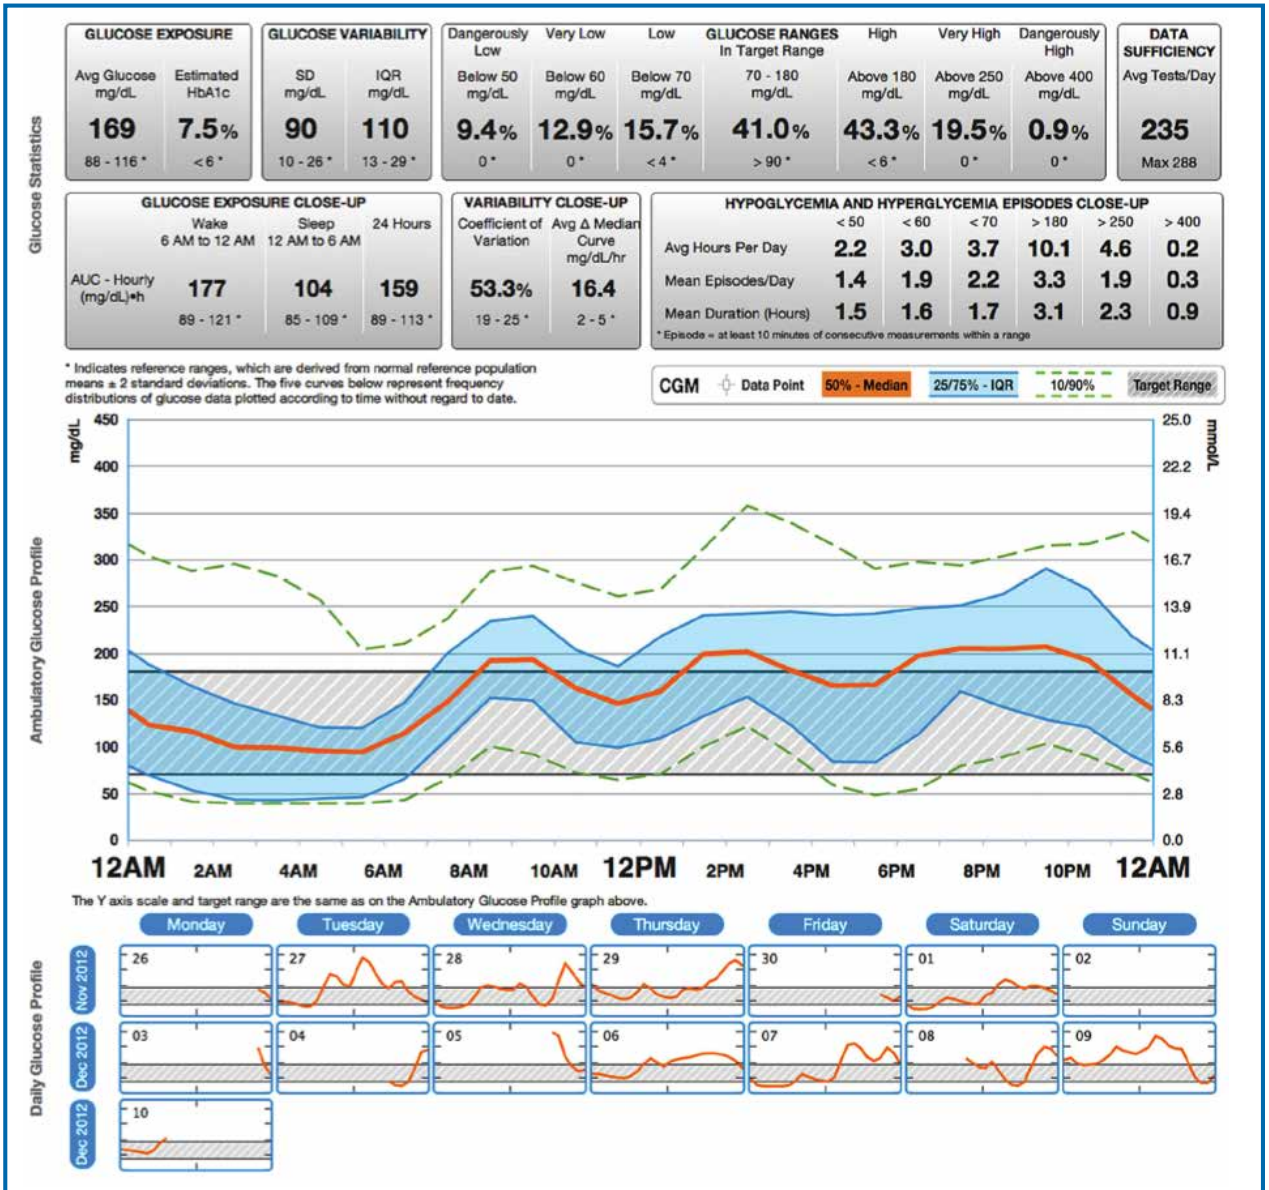 Glucose Statistics
GLUCOSE EXPOSURE
Avg Glucose mg/dL
Estimated HbA1c
169 7.5%
88 - 116 * <6 *
GLUCOSE VARIABILITY
SD mg/dL
IQR mg/dL
90 110
10 - 26 * 13 - 29 *
GLUCOSE RANGES
Dangerously Low
Very Low
Low
In Target Range
High
Very High
Dangerously High
Below 50 mg/dL
Below 60 mg/dL
Below 70 mg/dL
70 - 180 mg/dL
Above 180 mg/dL
Above 250 mg/dL
Above 400 mg/dL
9.4% 12.9% 15.7% 41.0% 43.3% 19.5% 0.9%
0 * 0 * <4 * >90 * <6 * 0 * 0 *
DATA SUFFICIENCY
Avg Tests/Day
235
Max 288
GLUCOSE EXPOSURE CLOSE-UP
Wake 6 AM to 12 AM
Sleep 12 AM to 6 AM
24 Hours
AUC - Hourly (mg/dL)•h
177 104 159
89 - 121 * 85 - 109 * 89 - 113 *
VARIABILITY CLOSE-UP
Coefficient of Variation
Avg Δ Median Curve mg/dL/hr
53.3% 16.4
19 - 25 * 2 - 5 *
HYPOGLYCEMIA AND HYPERGLYCEMIA EPISODES CLOSE-UP
< 50 < 60 < 70 > 180 > 250 > 400
Avg Hours Per Day 2.2 3.0 3.7 10.1 4.6 0.2
Mean Episodes/Day 1.4 1.9 2.2 3.3 1.9 0.3
Mean Duration (Hours) 1.5 1.6 1.7 3.1 2.3 0.9
* Episode = at least 10 minutes of consecutive measurements within a range
* Indicates reference ranges, which are derived from normal reference population
means ± 2 standard deviations. The five curves below represent frequency
distributions of glucose data plotted according to time without regard to date.
CGM Data Point 50% - Median 25/75% - IQR 10/90% Target Range
Ambulatory Glucose Profile
mg/dL
mmol/L
450 25.0
400 22.2
350 19.4
300 16.7
250 13.9
200 11.1
150 8.3
100 5.6
50 2.8
0 0.0
12AM 2AM 4AM 6AM 8AM 10AM 12PM 2PM 4PM 6PM 8PM 10PM 12AM
The Y axis scale and target range are the same as on the Ambulatory Glucose Profile graph above.
Daily Glucose Profile
Monday Tuesday Wednesday Thursday Friday Saturday Sunday
Nov 2012
26 27 28 29 30 01 02
Dec 2012
03 04 05 06 07 08 09
Dec 2012
10